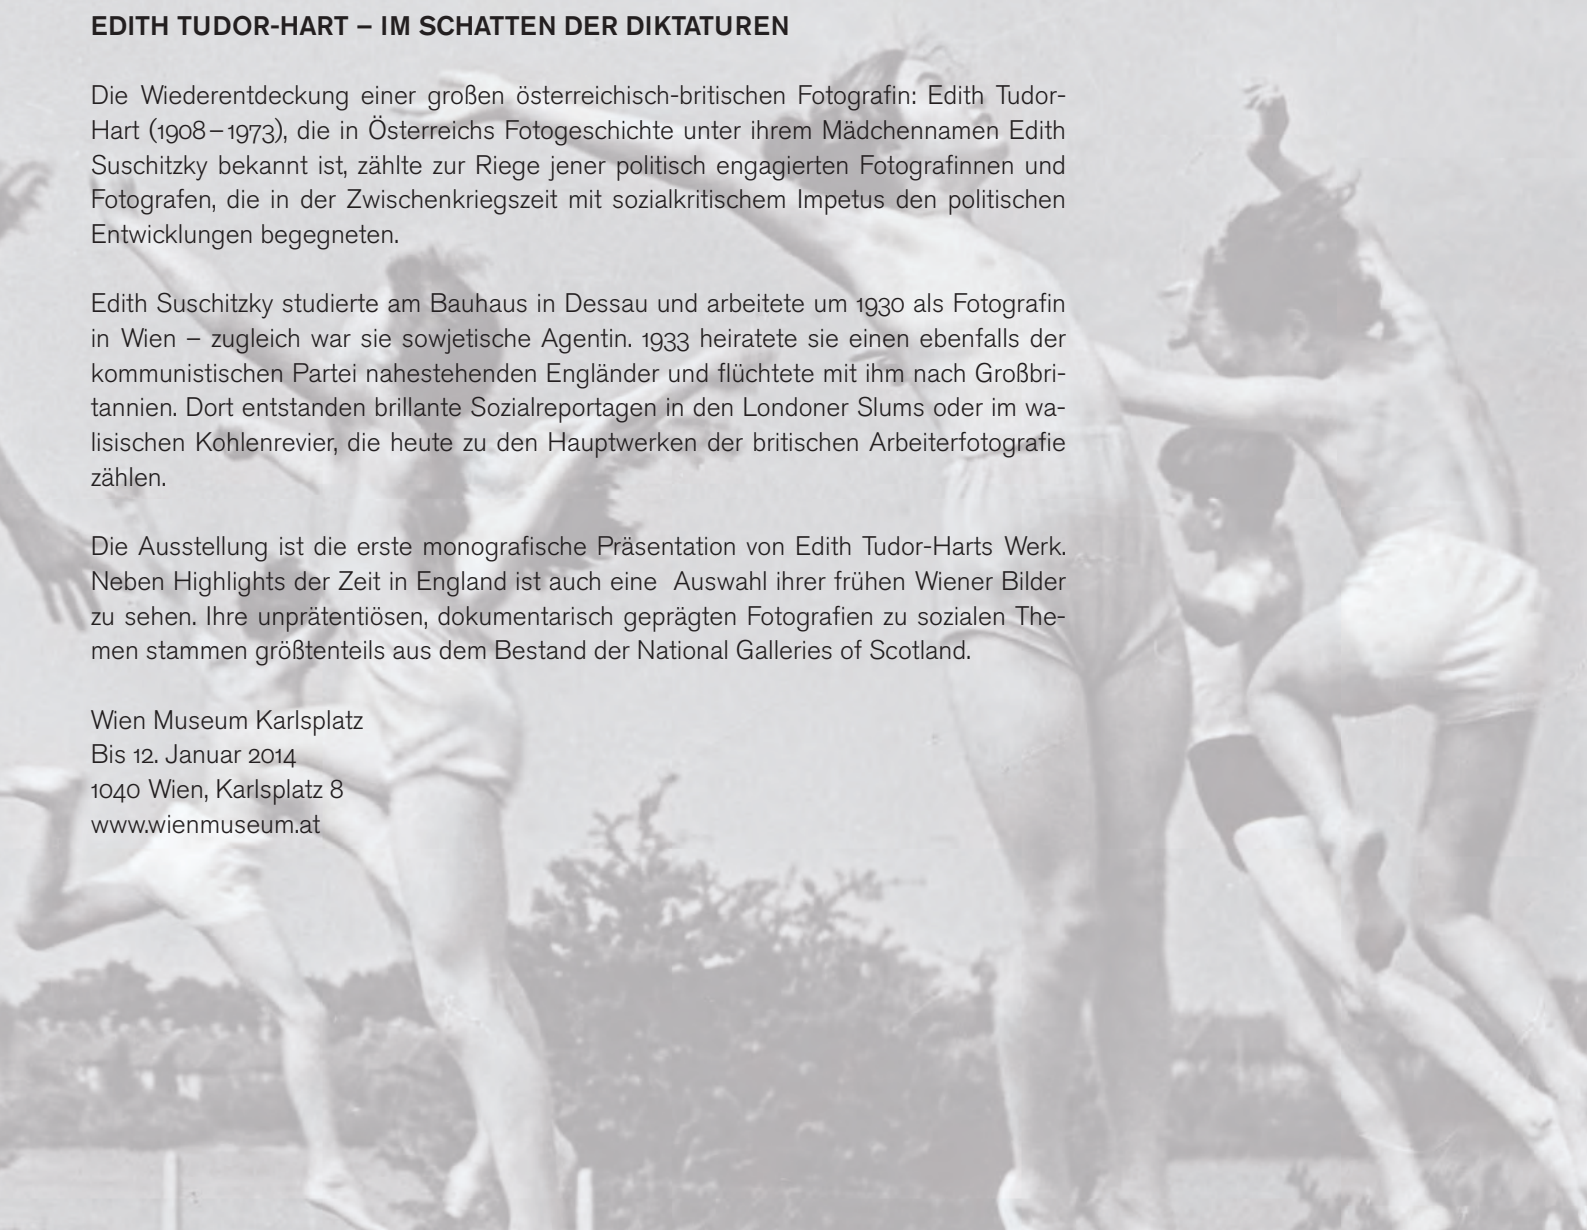 EDITH TUDOR-HART – IM SCHATTEN DER DIKTATUREN
Die Wiederentdeckung einer großen österreichisch-britischen Fotografin: Edith Tudor-
Hart (1908–1973), die in Österreichs Fotogeschichte unter ihrem Mädchennamen Edith
Suschitzky bekannt ist, zählte zur Riege jener politisch engagierten Fotografinnen und
Fotografen, die in der Zwischenkriegszeit mit sozialkritischem Impetus den politischen
Entwicklungen begegneten.
Edith Suschitzky studierte am Bauhaus in Dessau und arbeitete um 1930 als Fotografin
in Wien – zugleich war sie sowjetische Agentin. 1933 heiratete sie einen ebenfalls der
kommunistischen Partei nahestehenden Engländer und flüchtete mit ihm nach Großbri-
tannien. Dort entstanden brillante Sozialreportagen in den Londoner Slums oder im wa-
lisischen Kohlenrevier, die heute zu den Hauptwerken der britischen Arbeiterfotografie
zählen.
Die Ausstellung ist die erste monografische Präsentation von Edith Tudor-Harts Werk.
Neben Highlights der Zeit in England ist auch eine Auswahl ihrer frühen Wiener Bilder
zu sehen. Ihre unprätentiösen, dokumentarisch geprägten Fotografien zu sozialen The-
men stammen größtenteils aus dem Bestand der National Galleries of Scotland.
Wien Museum Karlsplatz
Bis 12. Januar 2014
1040 Wien, Karlsplatz 8
www.wienmuseum.at